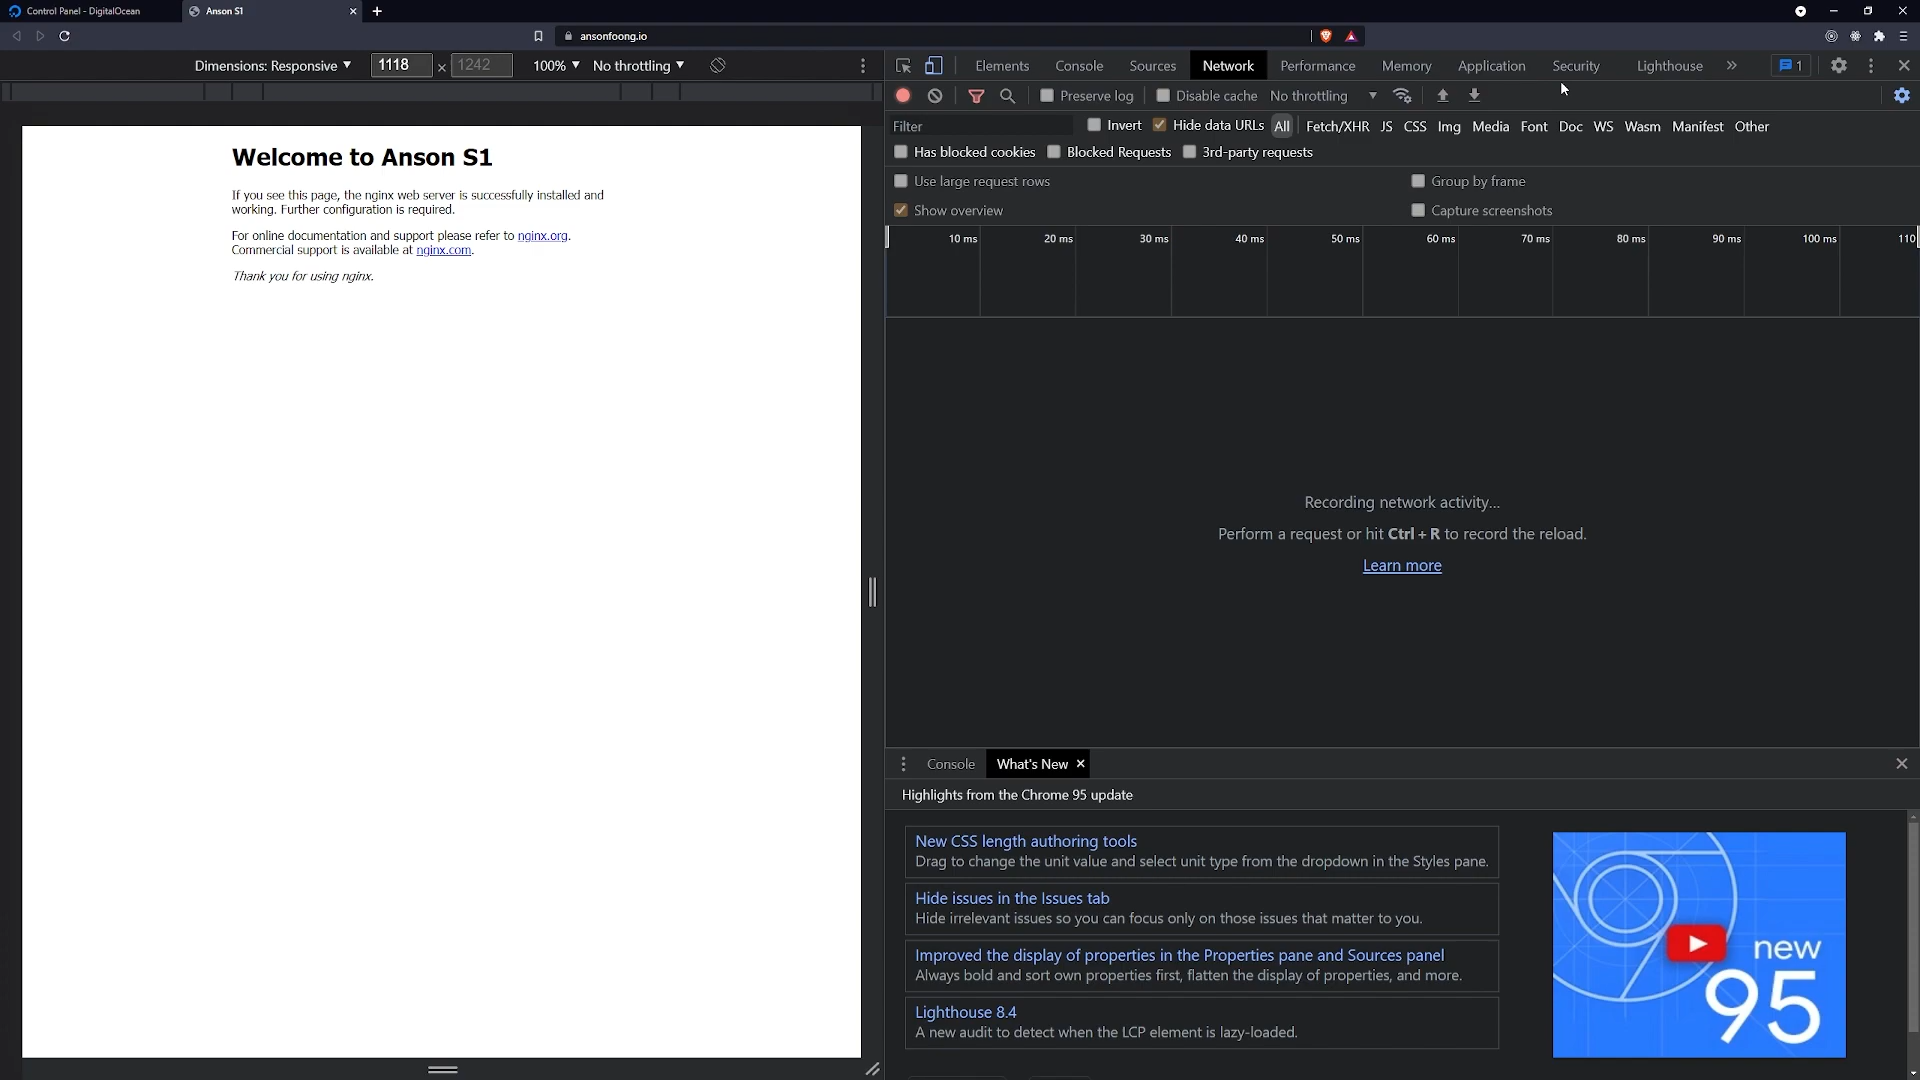 Control Panel - DigitalOcean
Anson S1
ansonfoong.io
Dimensions: Responsive 1118 × 1242 100% No throttling
Elements Console Sources Network Performance Memory Application Security Lighthouse 1
Preserve log Disable cache No throttling
Filter Invert Hide data URLs All Fetch/XHR JS CSS Img Media Font Doc WS Wasm Manifest Other
Has blocked cookies Blocked Requests 3rd-party requests
Use large request rows Group by frame
Show overview Capture screenshots
10 ms 20 ms 30 ms 40 ms 50 ms 60 ms 70 ms 80 ms 90 ms 100 ms 110
Welcome to Anson S1
If you see this page, the nginx web server is successfully installed and
working. Further configuration is required.
For online documentation and support please refer to nginx.org.
Commercial support is available at nginx.com.
Thank you for using nginx.
Recording network activity...
Perform a request or hit Ctrl + R to record the reload.
Learn more
Console What's New
Highlights from the Chrome 95 update
New CSS length authoring tools
Drag to change the unit value and select unit type from the dropdown in the Styles pane.
Hide issues in the Issues tab
Hide irrelevant issues so you can focus only on those issues that matter to you.
Improved the display of properties in the Properties pane and Sources panel
Always bold and sort own properties first, flatten the display of properties, and more.
Lighthouse 8.4
A new audit to detect when the LCP element is lazy-loaded.
new
95